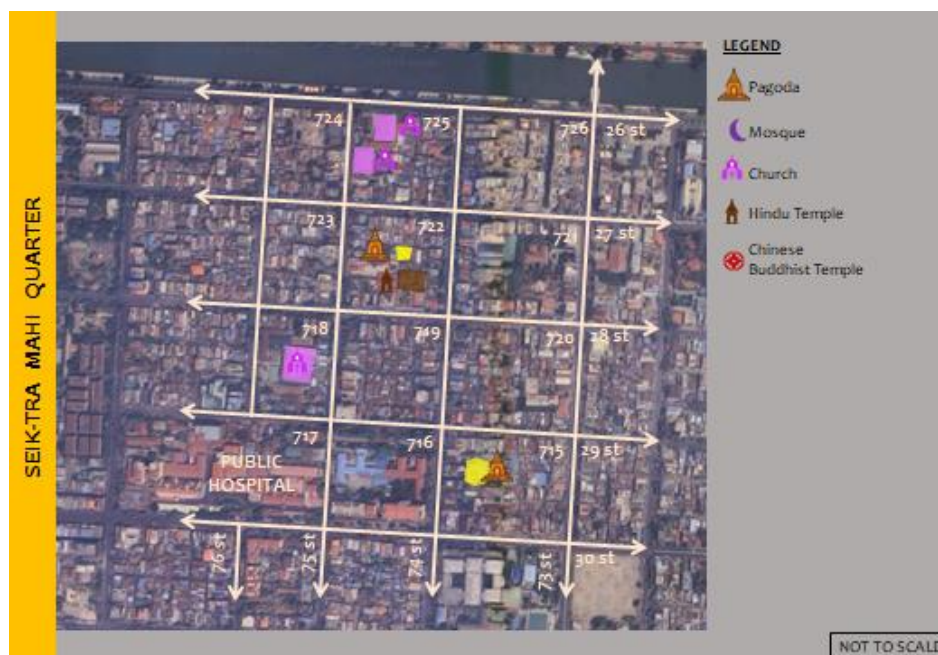 SEIK-TRA MAHI QUARTER
724
725
726
26 st
723
722
721
27 st
718
719
720
28 st
717
716
715
29 st
PUBLIC
HOSPITAL
76 st
75 st
74 st
73 st
30 st
LEGEND
Pagoda
Mosque
Church
Hindu Temple
Chinese
Buddhist Temple
NOT TO SCALE